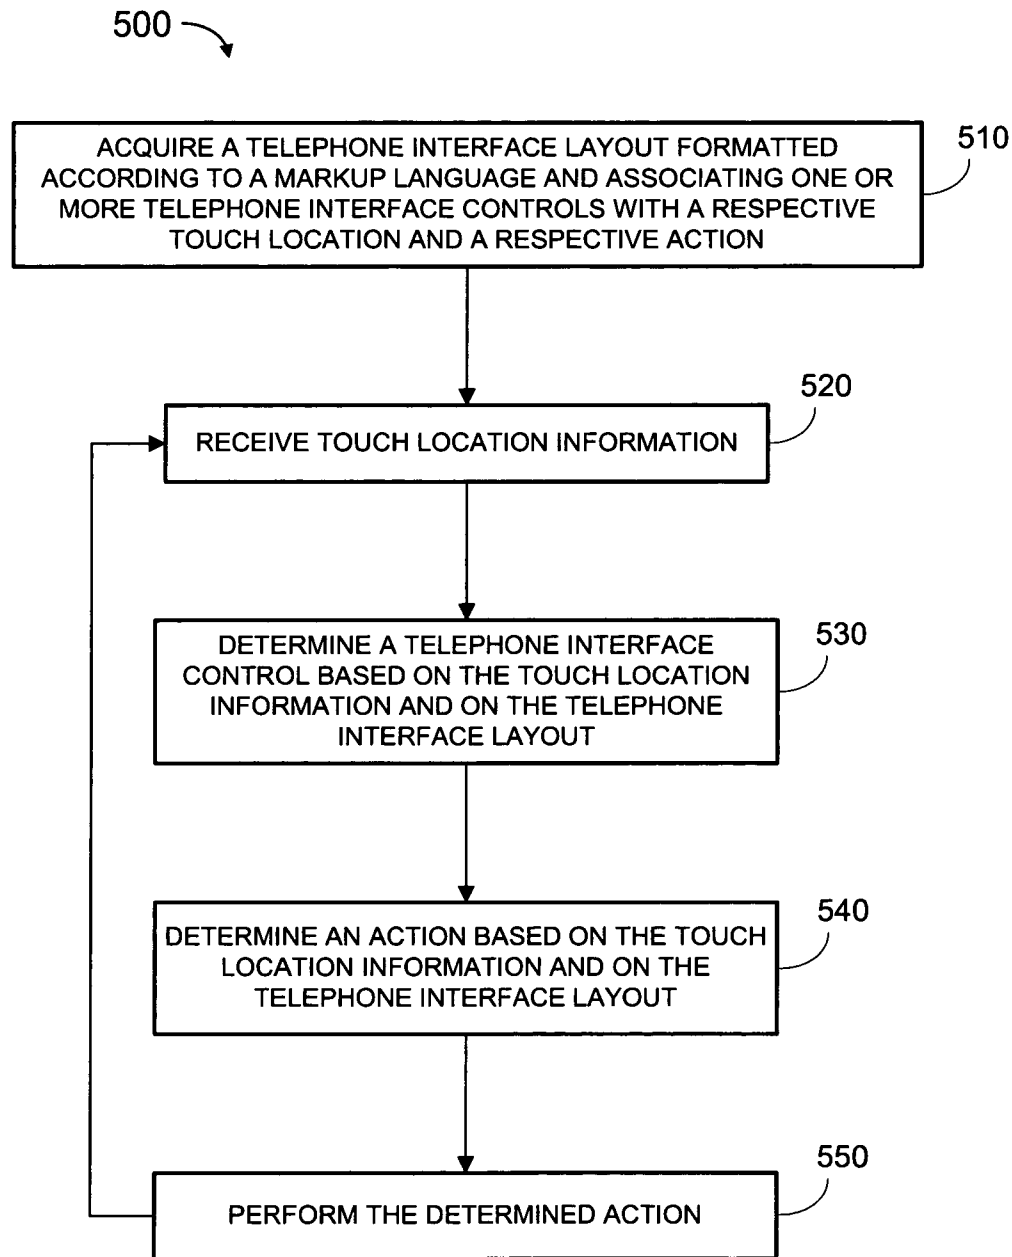 500
ACQUIRE A TELEPHONE INTERFACE LAYOUT FORMATTED
ACCORDING TO A MARKUP LANGUAGE AND ASSOCIATING ONE OR
MORE TELEPHONE INTERFACE CONTROLS WITH A RESPECTIVE
TOUCH LOCATION AND A RESPECTIVE ACTION
510
520
RECEIVE TOUCH LOCATION INFORMATION
530
DETERMINE A TELEPHONE INTERFACE
CONTROL BASED ON THE TOUCH LOCATION
INFORMATION AND ON THE TELEPHONE
INTERFACE LAYOUT
540
DETERMINE AN ACTION BASED ON THE TOUCH
LOCATION INFORMATION AND ON THE
TELEPHONE INTERFACE LAYOUT
550
PERFORM THE DETERMINED ACTION